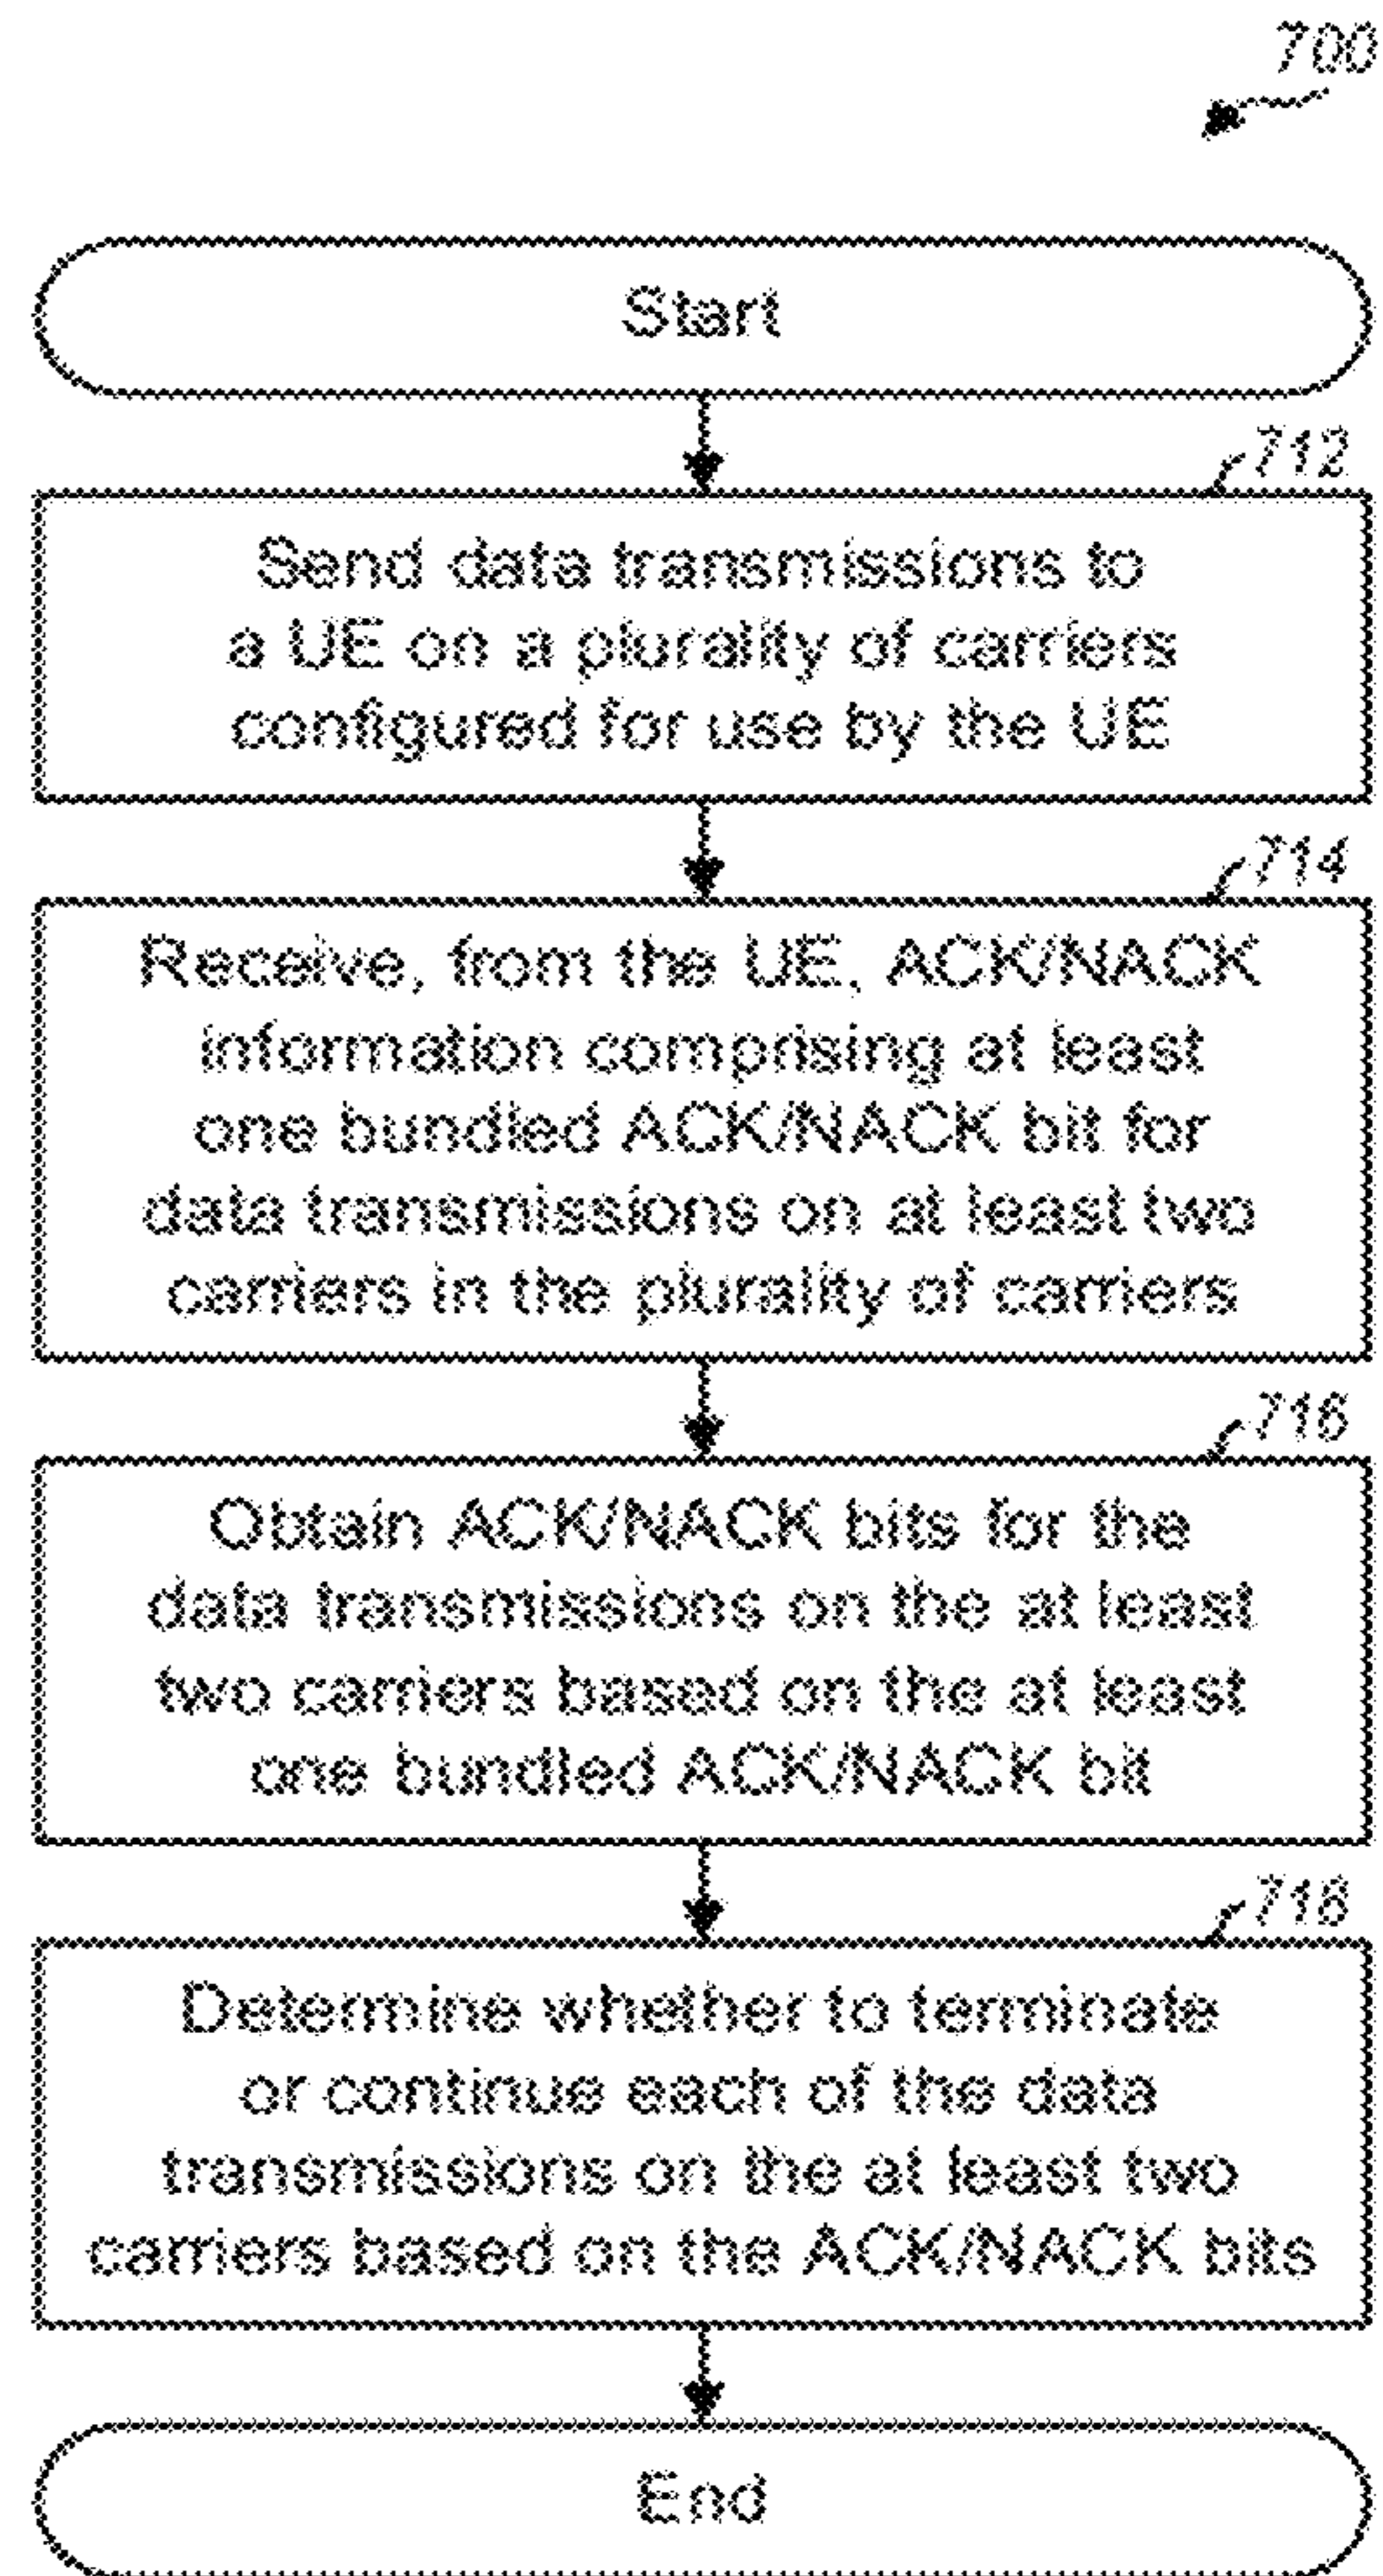 700
Start
712
Send data transmissions to
a UE on a plurality of carriers
configured for use by the UE
714
Receive, from the UE, ACK/NACK
information comprising at least
one bundled ACK/NACK bit for
data transmissions on at least two
carriers in the plurality of carriers
716
Obtain ACK/NACK bits for the
data transmissions on the at least
two carriers based on the at least
one bundled ACK/NACK bit
718
Determine whether to terminate
or continue each of the data
transmissions on the at least two
carriers based on the ACK/NACK bits
End